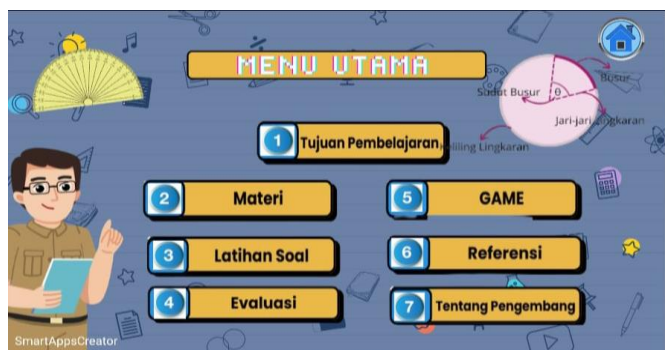 MENU UTAMA
Sudut Busur
θ
Busur
Jari-jari Lingkaran
Keliling Lingkaran
1 Tujuan Pembelajaran
2 Materi
5 GAME
3 Latihan Soal
6 Referensi
4 Evaluasi
7 Tentang Pengembang
SmartAppsCreator